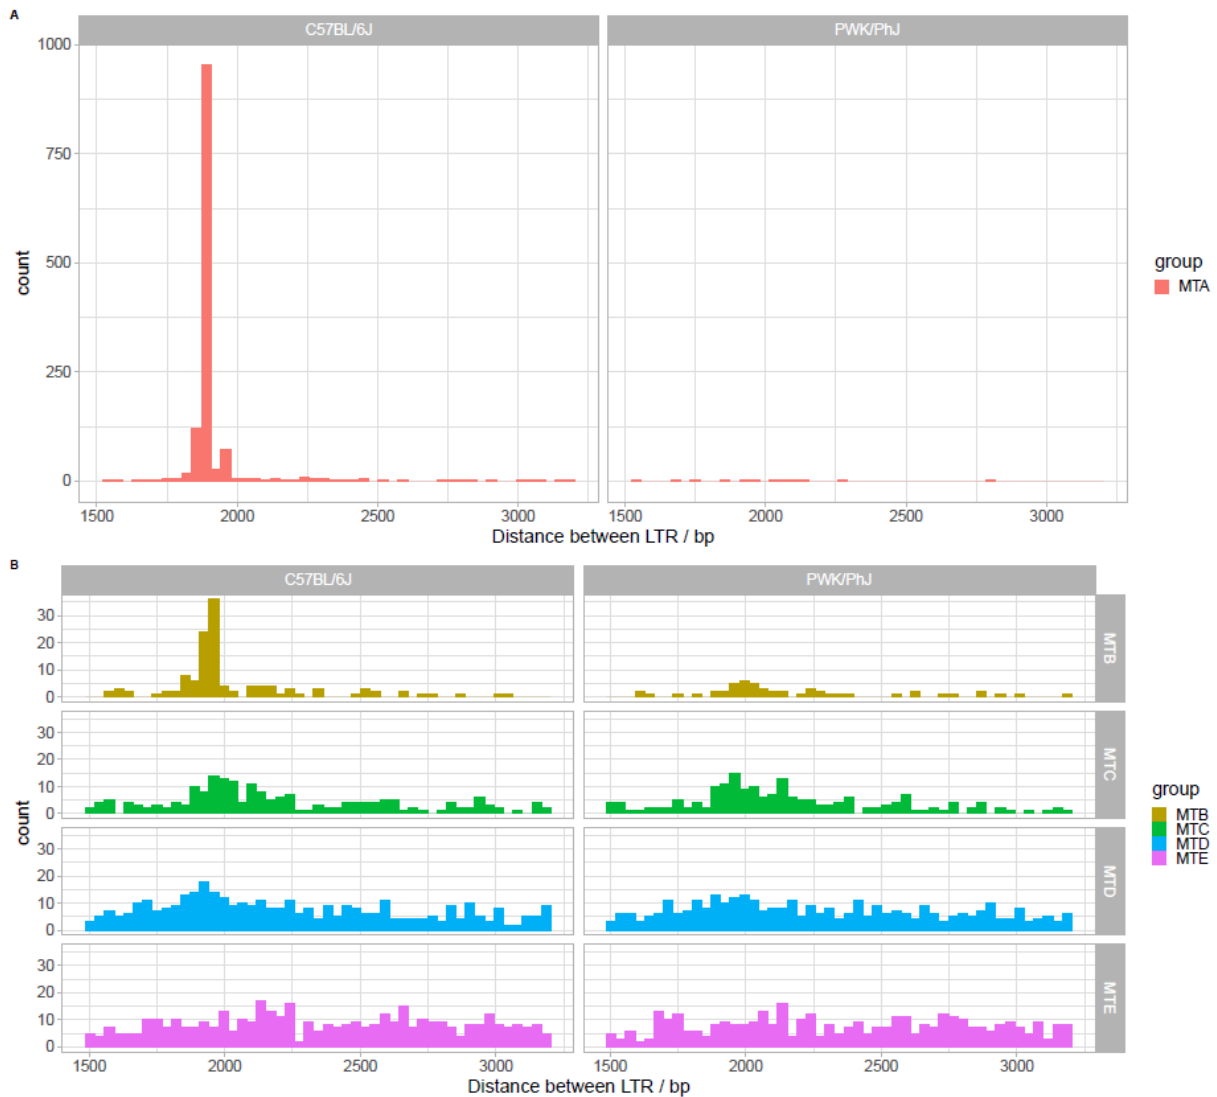 A
C57BL/6J PWK/PhJ
1000
750
500
250
0
count
1500 2000 2500 3000 1500 2000 2500 3000
Distance between LTR / bp
group
MTA
B
C57BL/6J PWK/PhJ
30
20
10
0
MTB
30
20
10
0
MTC
30
20
10
0
MTD
30
20
10
0
MTE
count
1500 2000 2500 3000 1500 2000 2500 3000
Distance between LTR / bp
group
MTB
MTC
MTD
MTE